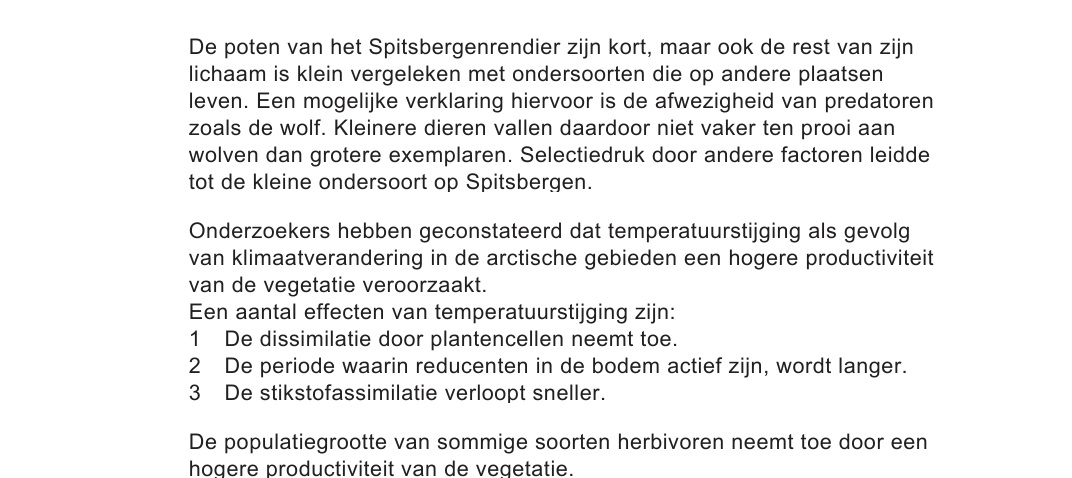 De poten van het Spitsbergenrendier zijn kort, maar ook de rest van zijn
lichaam is klein vergeleken met ondersoorten die op andere plaatsen
leven. Een mogelijke verklaring hiervoor is de afwezigheid van predatoren
zoals de wolf. Kleinere dieren vallen daardoor niet vaker ten prooi aan
wolven dan grotere exemplaren. Selectiedruk door andere factoren leidde
tot de kleine ondersoort op Spitsbergen.
Onderzoekers hebben geconstateerd dat temperatuurstijging als gevolg
van klimaatverandering in de arctische gebieden een hogere productiviteit
van de vegetatie veroorzaakt.
Een aantal effecten van temperatuurstijging zijn:
1 De dissimilatie door plantencellen neemt toe.
2 De periode waarin reducenten in de bodem actief zijn, wordt langer.
3 De stikstofassimilatie verloopt sneller.
De populatiegrootte van sommige soorten herbivoren neemt toe door een
hogere productiviteit van de vegetatie.